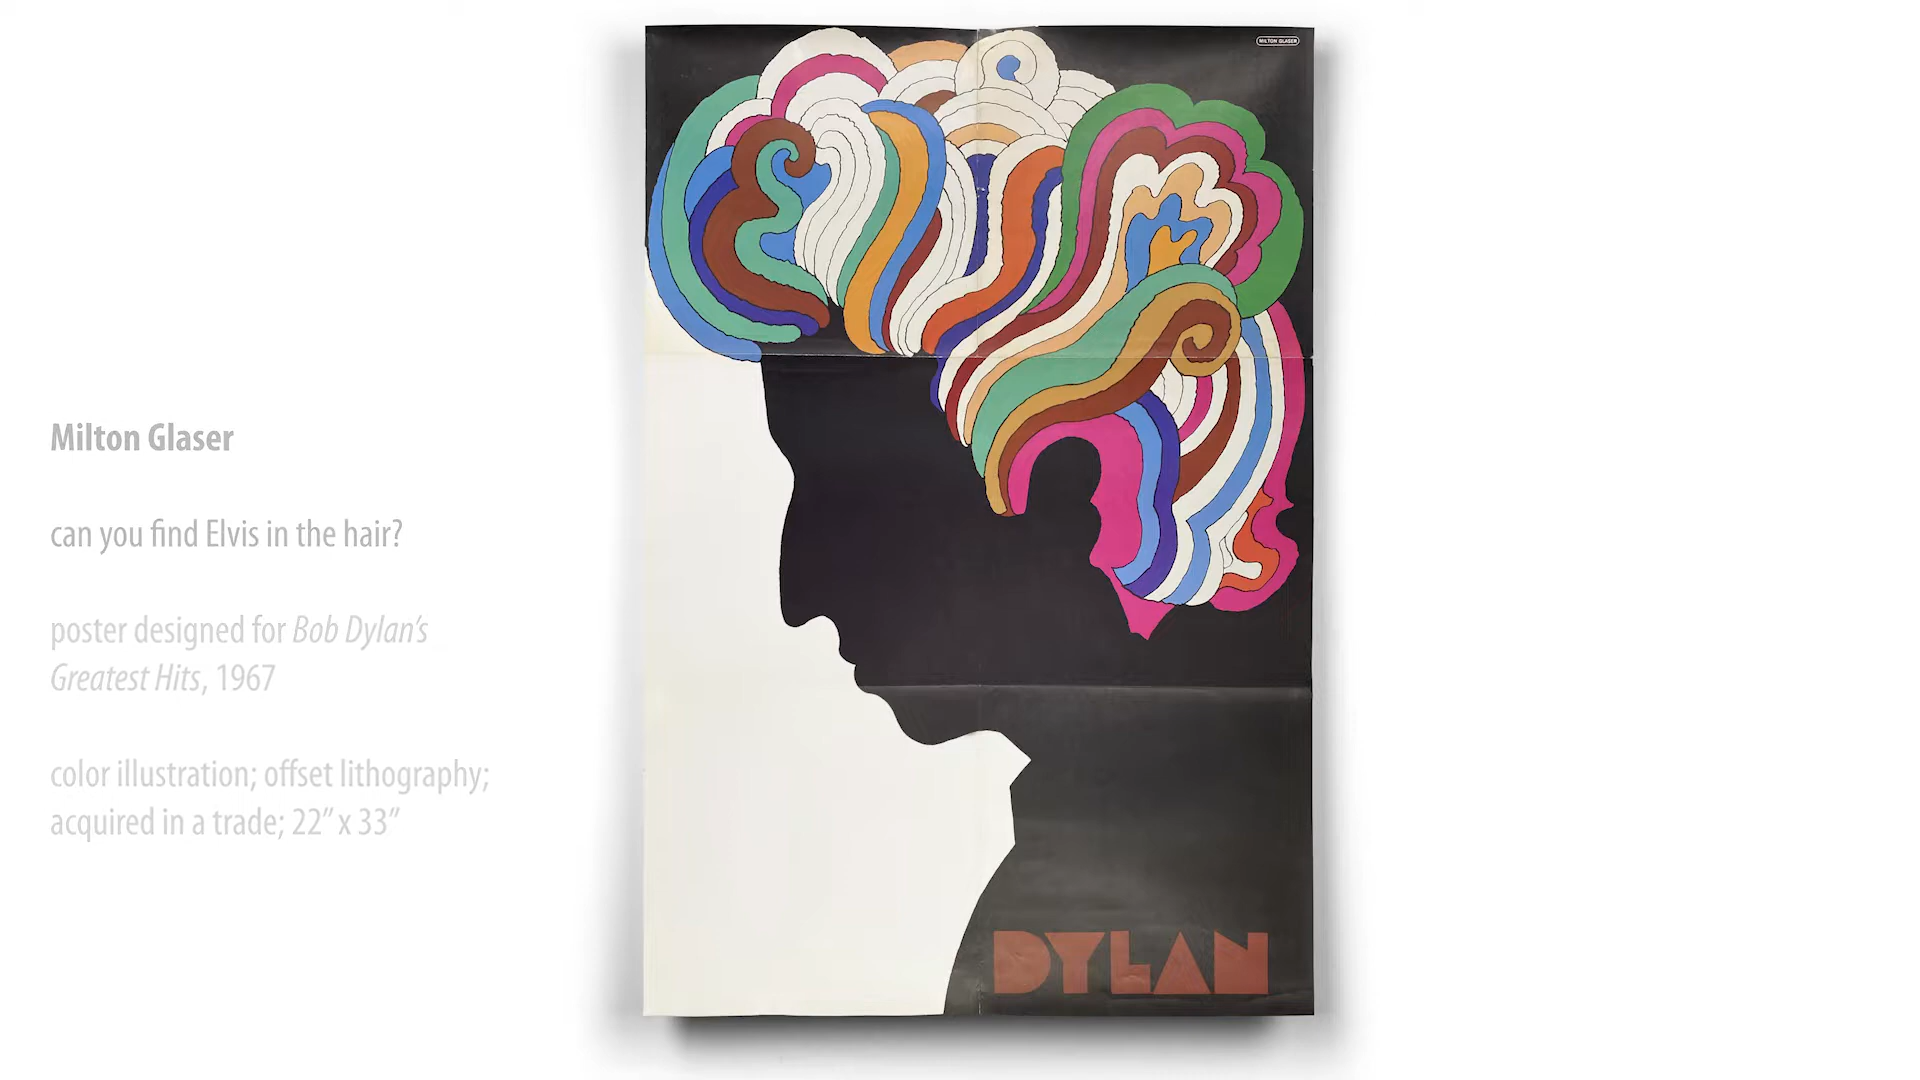 Milton Glaser
can you find Elvis in the hair?
poster designed for Bob Dylan’s
Greatest Hits, 1967
color illustration; offset lithography;
acquired in a trade; 22” x 33”
MILTON GLASER
DYLAN